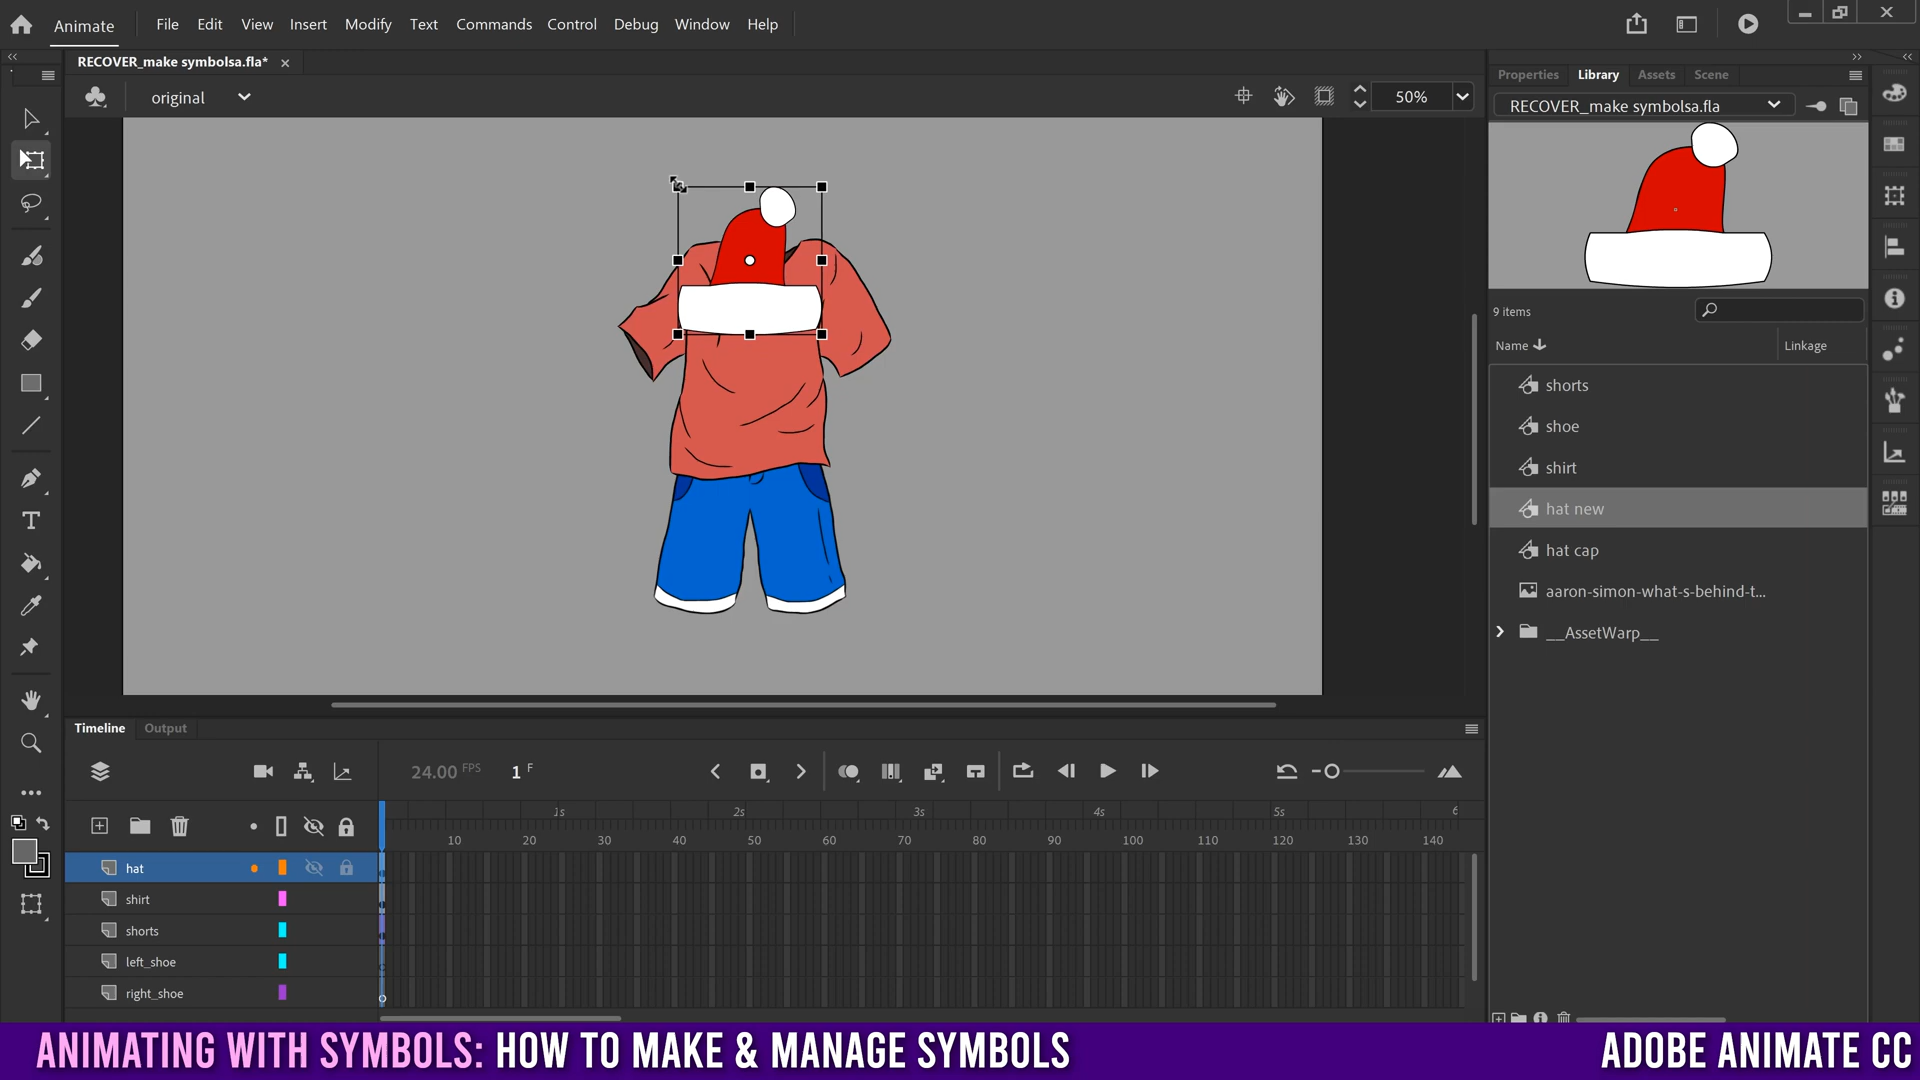 Animate File Edit View Insert Modify Text Commands Control Debug Window Help
RECOVER_make symbolsa.fla*
original
50%
Properties Library Assets Scene
RECOVER_make symbolsa.fla
9 items
Name Linkage
shorts
shoe
shirt
hat new
hat cap
aaron-simon-what-s-behind-t...
__AssetWarp__
Timeline Output
24.00 FPS 1 F
1s 2s 3s 4s 5s 6
10 20 30 40 50 60 70 80 90 100 110 120 130 140
hat
shirt
shorts
left_shoe
right_shoe
ANIMATING WITH SYMBOLS: HOW TO MAKE & MANAGE SYMBOLS
ADOBE ANIMATE CC